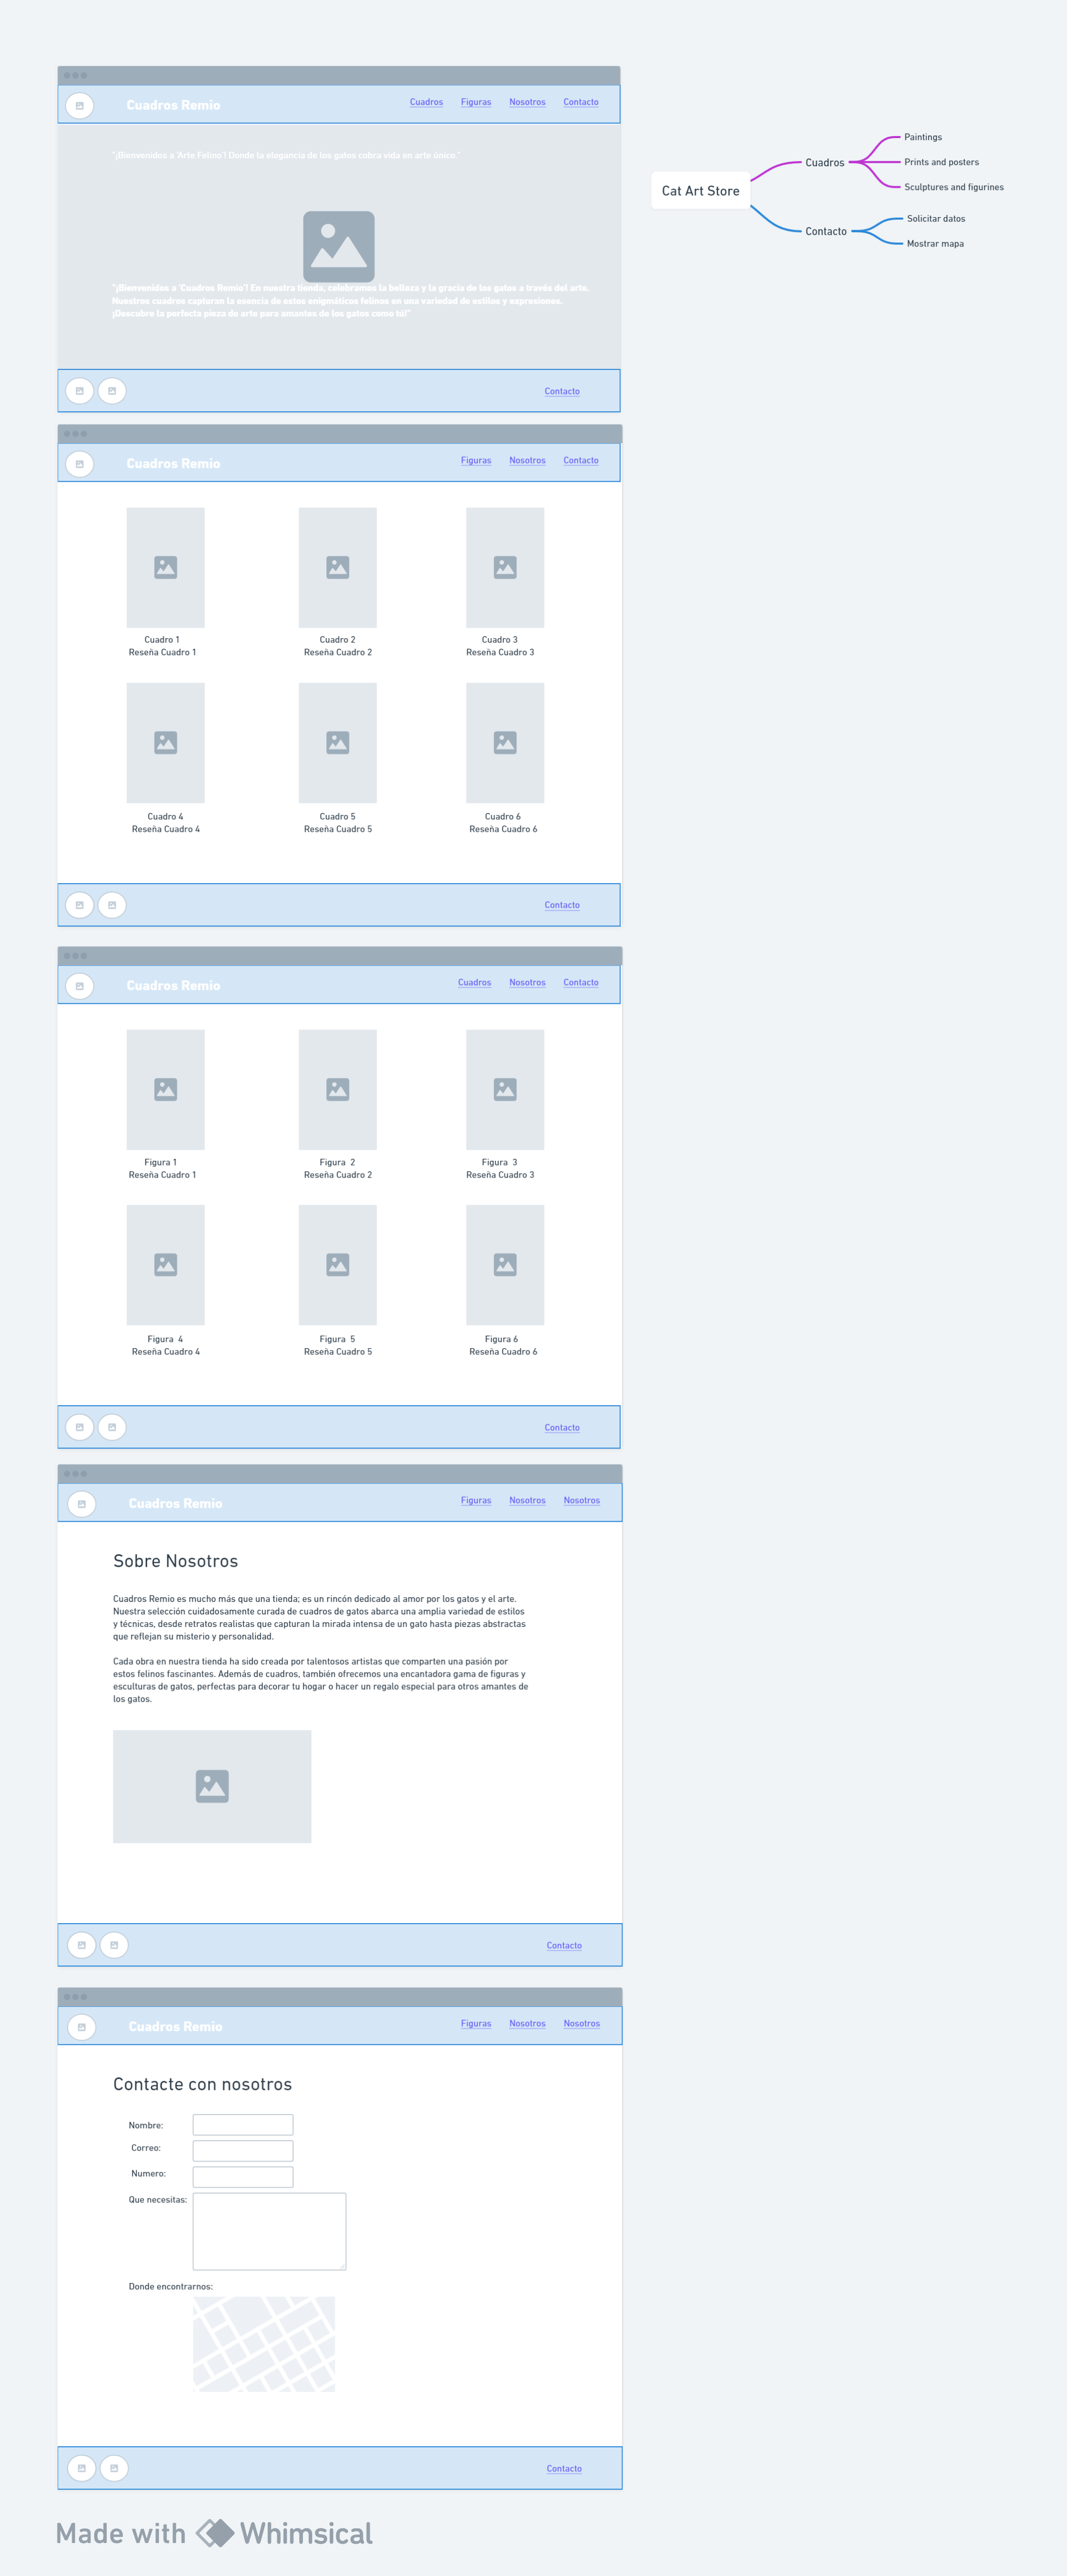 Cuadros Remio
Cuadros Figuras Nosotros Contacto
"¡Bienvenidos a 'Arte Felino'! Donde la elegancia de los gatos cobra vida en arte único."
"¡Bienvenidos a 'Cuadros Remio'! En nuestra tienda, celebramos la belleza y la gracia de los gatos a través del arte.
Nuestros cuadros capturan la esencia de estos enigmáticos felinos en una variedad de estilos y expresiones.
¡Descubre la perfecta pieza de arte para amantes de los gatos como tú!"
Contacto
Cat Art Store
Cuadros
Paintings
Prints and posters
Sculptures and figurines
Contacto
Solicitar datos
Mostrar mapa
Cuadros Remio
Figuras Nosotros Contacto
Cuadro 1 Cuadro 2 Cuadro 3
Reseña Cuadro 1 Reseña Cuadro 2 Reseña Cuadro 3
Cuadro 4 Cuadro 5 Cuadro 6
Reseña Cuadro 4 Reseña Cuadro 5 Reseña Cuadro 6
Contacto
Cuadros Remio
Cuadros Nosotros Contacto
Figura 1 Figura 2 Figura 3
Reseña Cuadro 1 Reseña Cuadro 2 Reseña Cuadro 3
Figura 4 Figura 5 Figura 6
Reseña Cuadro 4 Reseña Cuadro 5 Reseña Cuadro 6
Contacto
Cuadros Remio
Figuras Nosotros Nosotros
Sobre Nosotros
Cuadros Remio es mucho más que una tienda; es un rincón dedicado al amor por los gatos y el arte.
Nuestra selección cuidadosamente curada de cuadros de gatos abarca una amplia variedad de estilos
y técnicas, desde retratos realistas que capturan la mirada intensa de un gato hasta piezas abstractas
que reflejan su misterio y personalidad.
Cada obra en nuestra tienda ha sido creada por talentosos artistas que comparten una pasión por
estos felinos fascinantes. Además de cuadros, también ofrecemos una encantadora gama de figuras y
esculturas de gatos, perfectas para decorar tu hogar o hacer un regalo especial para otros amantes de
los gatos.
Contacto
Cuadros Remio
Figuras Nosotros Nosotros
Contacte con nosotros
Nombre:
Correo:
Numero:
Que necesitas:
Donde encontrarnos:
Contacto
Made with Whimsical